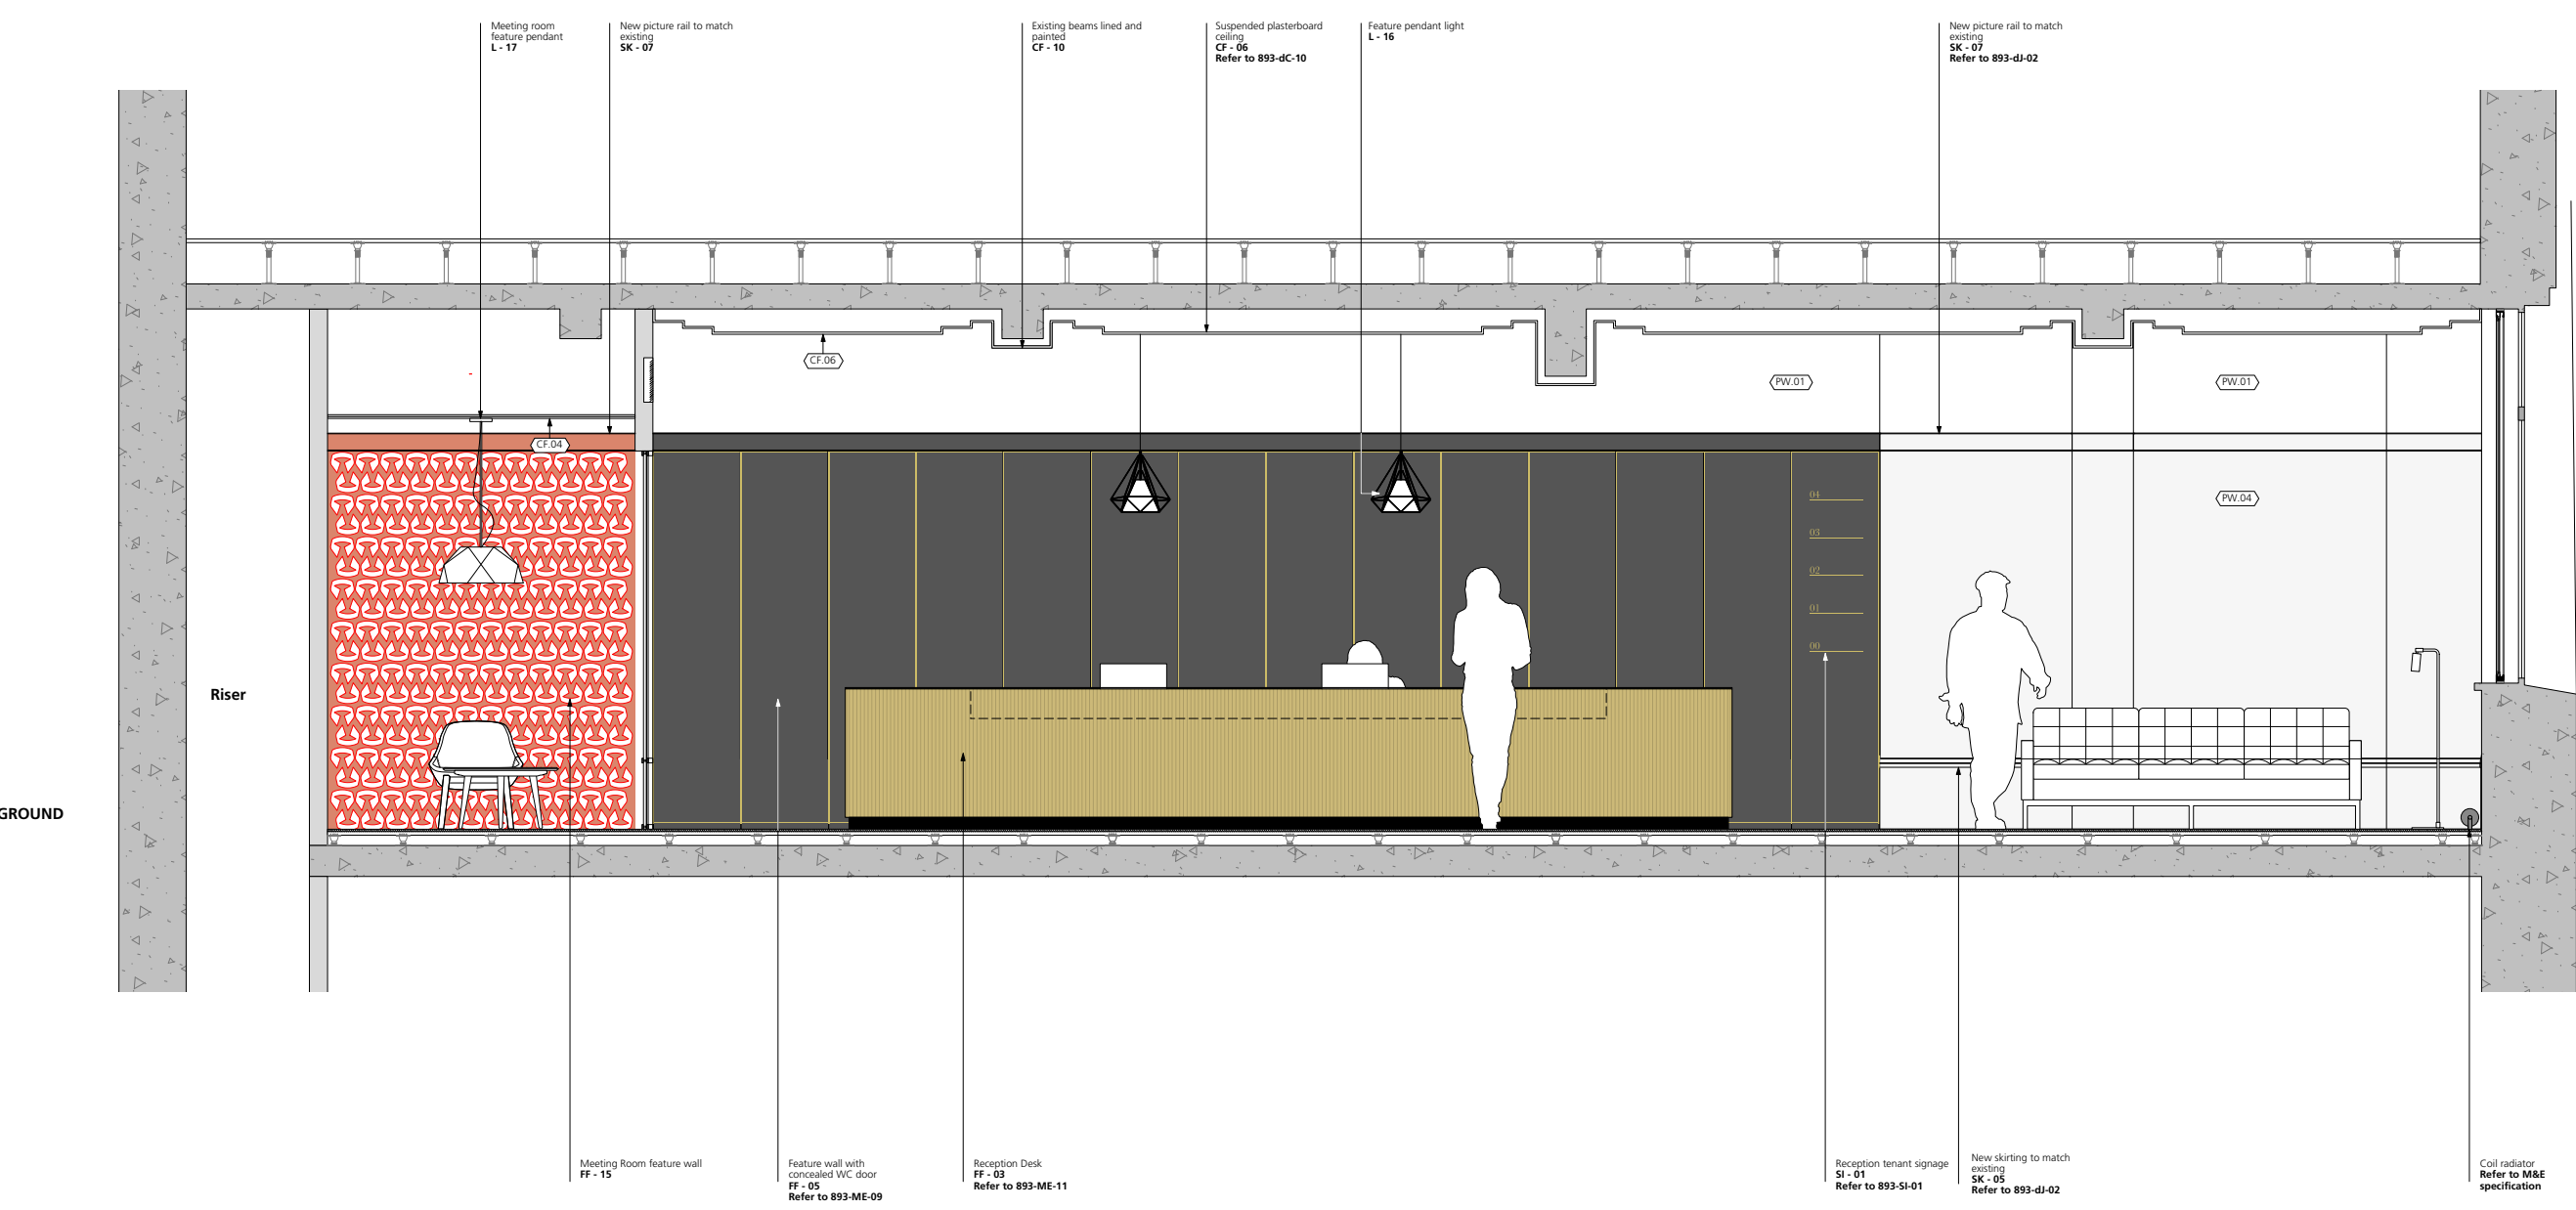 Meeting room
feature pendant
L - 17
New picture rail to match
existing
SK - 07
Existing beams lined and
painted
CF - 10
Suspended plasterboard
ceiling
CF - 06
Refer to 893-dC-10
Feature pendant light
L - 16
New picture rail to match
existing
SK - 07
Refer to 893-dJ-02
CF.06
PW.01
PW.01
CF.04
PW.04
04
03
02
01
00
Riser
GROUND
Meeting Room feature wall
FF - 15
Feature wall with
concealed WC door
FF - 05
Refer to 893-ME-09
Reception Desk
FF - 03
Refer to 893-ME-11
Reception tenant signage
SI - 01
Refer to 893-SI-01
New skirting to match
existing
SK - 05
Refer to 893-dJ-02
Coil radiator
Refer to M&E
specification